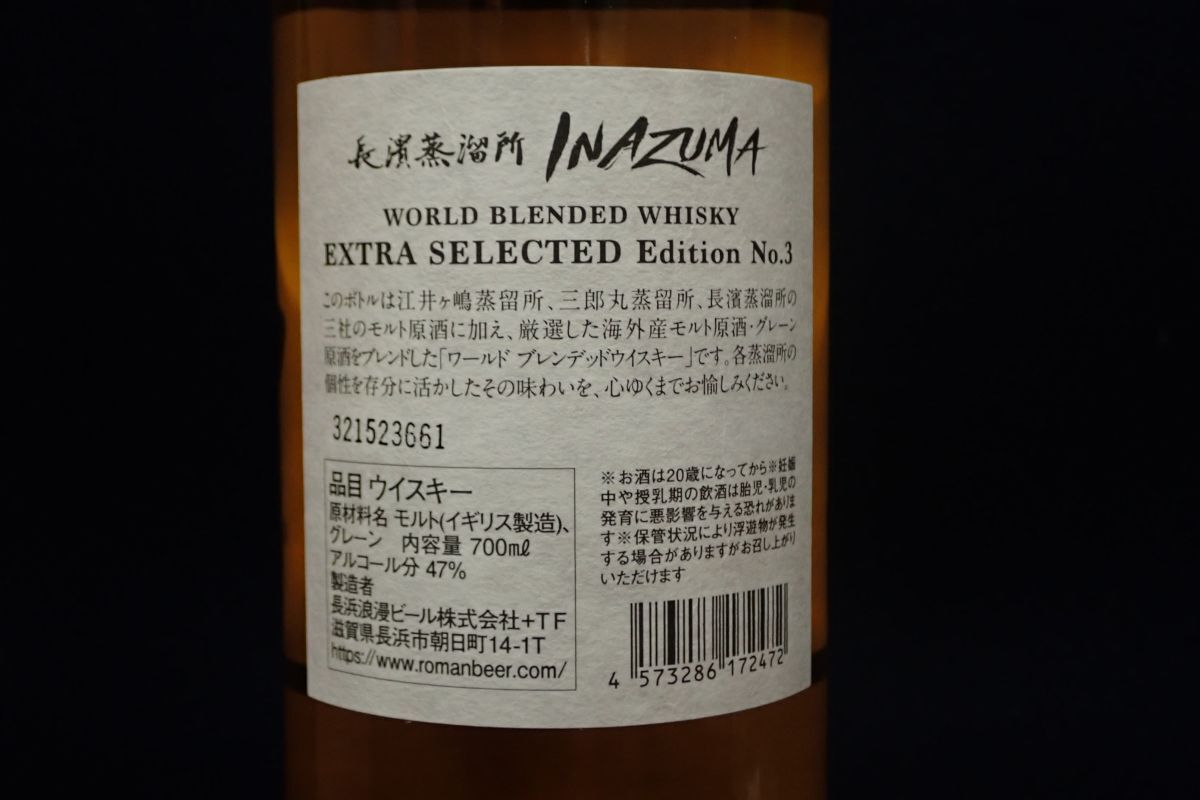 長濱蒸溜所 INAZUMA
WORLD BLENDED WHISKY
EXTRA SELECTED Edition No.3
このボトルは江井ヶ嶋蒸留所、三郎丸蒸留所、長濱蒸溜所の
三社のモルト原酒に加え、厳選した海外産モルト原酒・グレーン
原酒をブレンドした「ワールド ブレンデッドウイスキー」です。各蒸溜所の
個性を存分に活かしたその味わいを、心ゆくまでお愉しみください。
321523661
品目 ウイスキー
原材料名 モルト(イギリス製造)、
グレーン 内容量 700mℓ
アルコール分 47%
製造者
長浜浪漫ビール株式会社+TF
滋賀県長浜市朝日町14-1T
https://www.romanbeer.com/
※お酒は20歳になってから※妊娠
中や授乳期の飲酒は胎児・乳児の
発育に悪影響を与える恐れがありま
す※保管状況により浮遊物が発生
する場合がありますがお召し上がり
いただけます
4 573286 172472